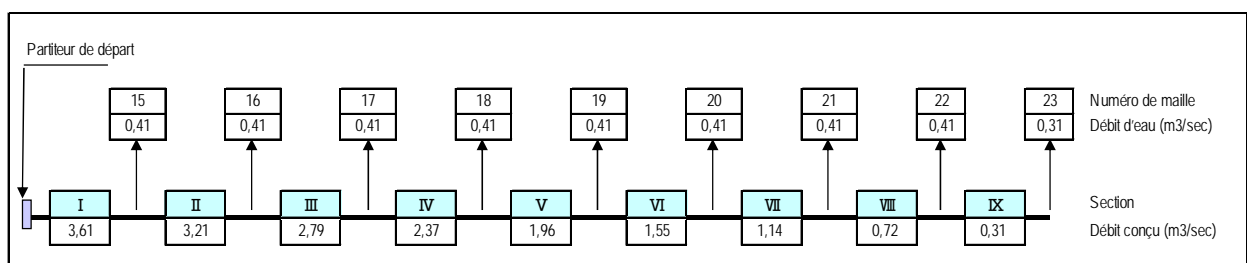 Partiteur de départ
15 16 17 18 19 20 21 22 23 Numéro de maille
0,41 0,41 0,41 0,41 0,41 0,41 0,41 0,41 0,31 Débit d'eau (m3/sec)
I II III IV V VI VII VIII IX Section
3,61 3,21 2,79 2,37 1,96 1,55 1,14 0,72 0,31 Débit conçu (m3/sec)